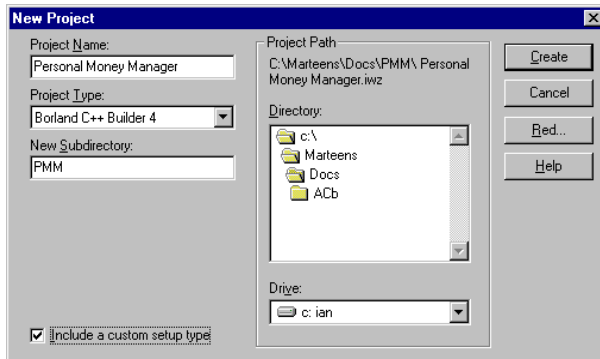 New Project
Project Name:
Personal Money Manager
Project Type:
Borland C++ Builder 4
New Subdirectory:
PMM
Include a custom setup type
Project Path
C:\Marteens\Docs\PMM\ Personal
Money Manager.iwz
Directory:
c:\
Marteens
Docs
ACb
Drive:
c: ian
Create
Cancel
Red...
Help